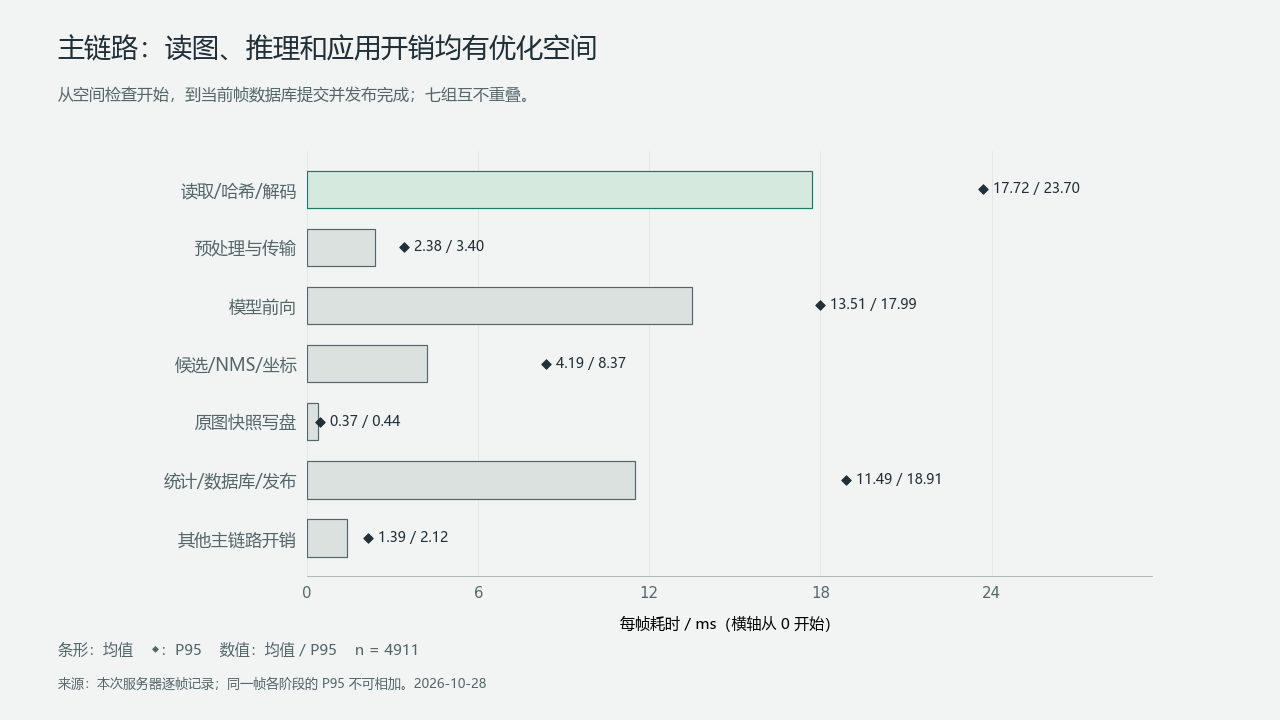 主链路：读图、推理和应用开销均有优化空间
从空间检查开始，到当前帧数据库提交并发布完成；七组互不重叠。
读取/哈希/解码
17.72 / 23.70
预处理与传输
2.38 / 3.40
模型前向
13.51 / 17.99
候选/NMS/坐标
4.19 / 8.37
原图快照写盘
0.37 / 0.44
统计/数据库/发布
11.49 / 18.91
其他主链路开销
1.39 / 2.12
0 6 12 18 24
每帧耗时 / ms（横轴从 0 开始）
条形：均值 ◆：P95 数值：均值 / P95 n = 4911
来源：本次服务器逐帧记录；同一帧各阶段的 P95 不可相加。2026-10-28